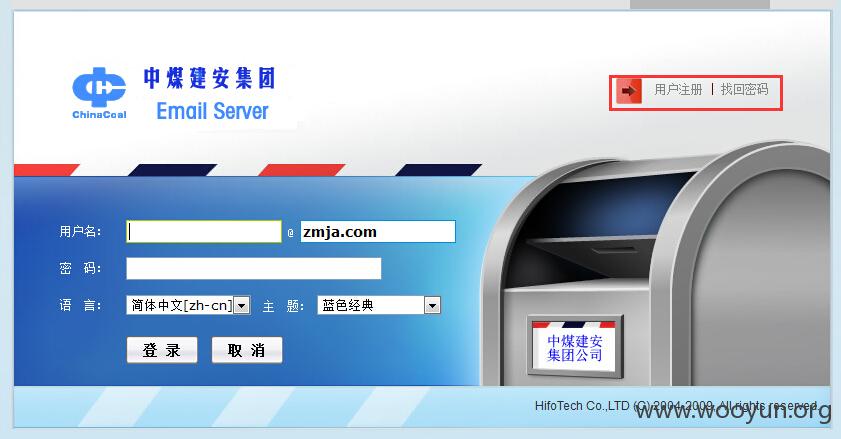 中煤建安集团
ChinaCoal
Email Server
用户注册 | 找回密码
用户名： @ zmja.com
密 码：
语 言： 简体中文[zh-cn] 主 题： 蓝色经典
登 录 取 消
中煤建安
集团公司
HifoTech Co.,LTD (C) 2004-2009, All rights reserved
www.wooyun.org